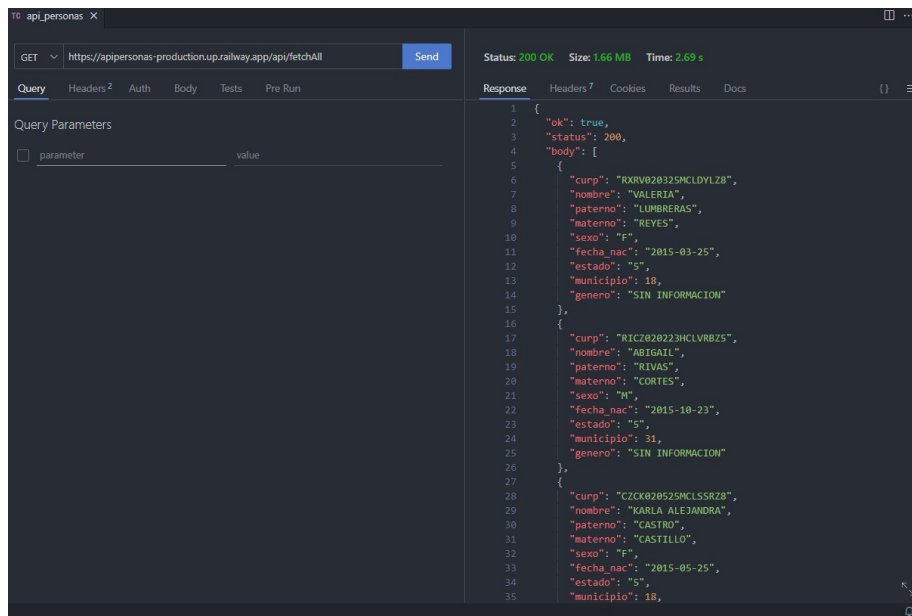 TC api_personas X
GET https://apipersonas-production.up.railway.app/api/fetchAll Send
Query Headers 2 Auth Body Tests Pre Run
Query Parameters
parameter value
Status: 200 OK Size: 1.66 MB Time: 2.69 s
Response Headers 7 Cookies Results Docs {}
1 {
2 "ok": true,
3 "status": 200,
4 "body": [
5 {
6 "curp": "RXRV020325MCLDYLZ8",
7 "nombre": "VALERIA",
8 "paterno": "LUMBRERAS",
9 "materno": "REYES",
10 "sexo": "F",
11 "fecha_nac": "2015-03-25",
12 "estado": "5",
13 "municipio": 18,
14 "genero": "SIN INFORMACION"
15 },
16 {
17 "curp": "RICZ020223HCLVRBZ5",
18 "nombre": "ABIGAIL",
19 "paterno": "RIVAS",
20 "materno": "CORTES",
21 "sexo": "M",
22 "fecha_nac": "2015-10-23",
23 "estado": "5",
24 "municipio": 31,
25 "genero": "SIN INFORMACION"
26 },
27 {
28 "curp": "CZCK020525MCLSSRZ8",
29 "nombre": "KARLA ALEJANDRA",
30 "paterno": "CASTRO",
31 "materno": "CASTILLO",
32 "sexo": "F",
33 "fecha_nac": "2015-05-25",
34 "estado": "5",
35 "municipio": 18,